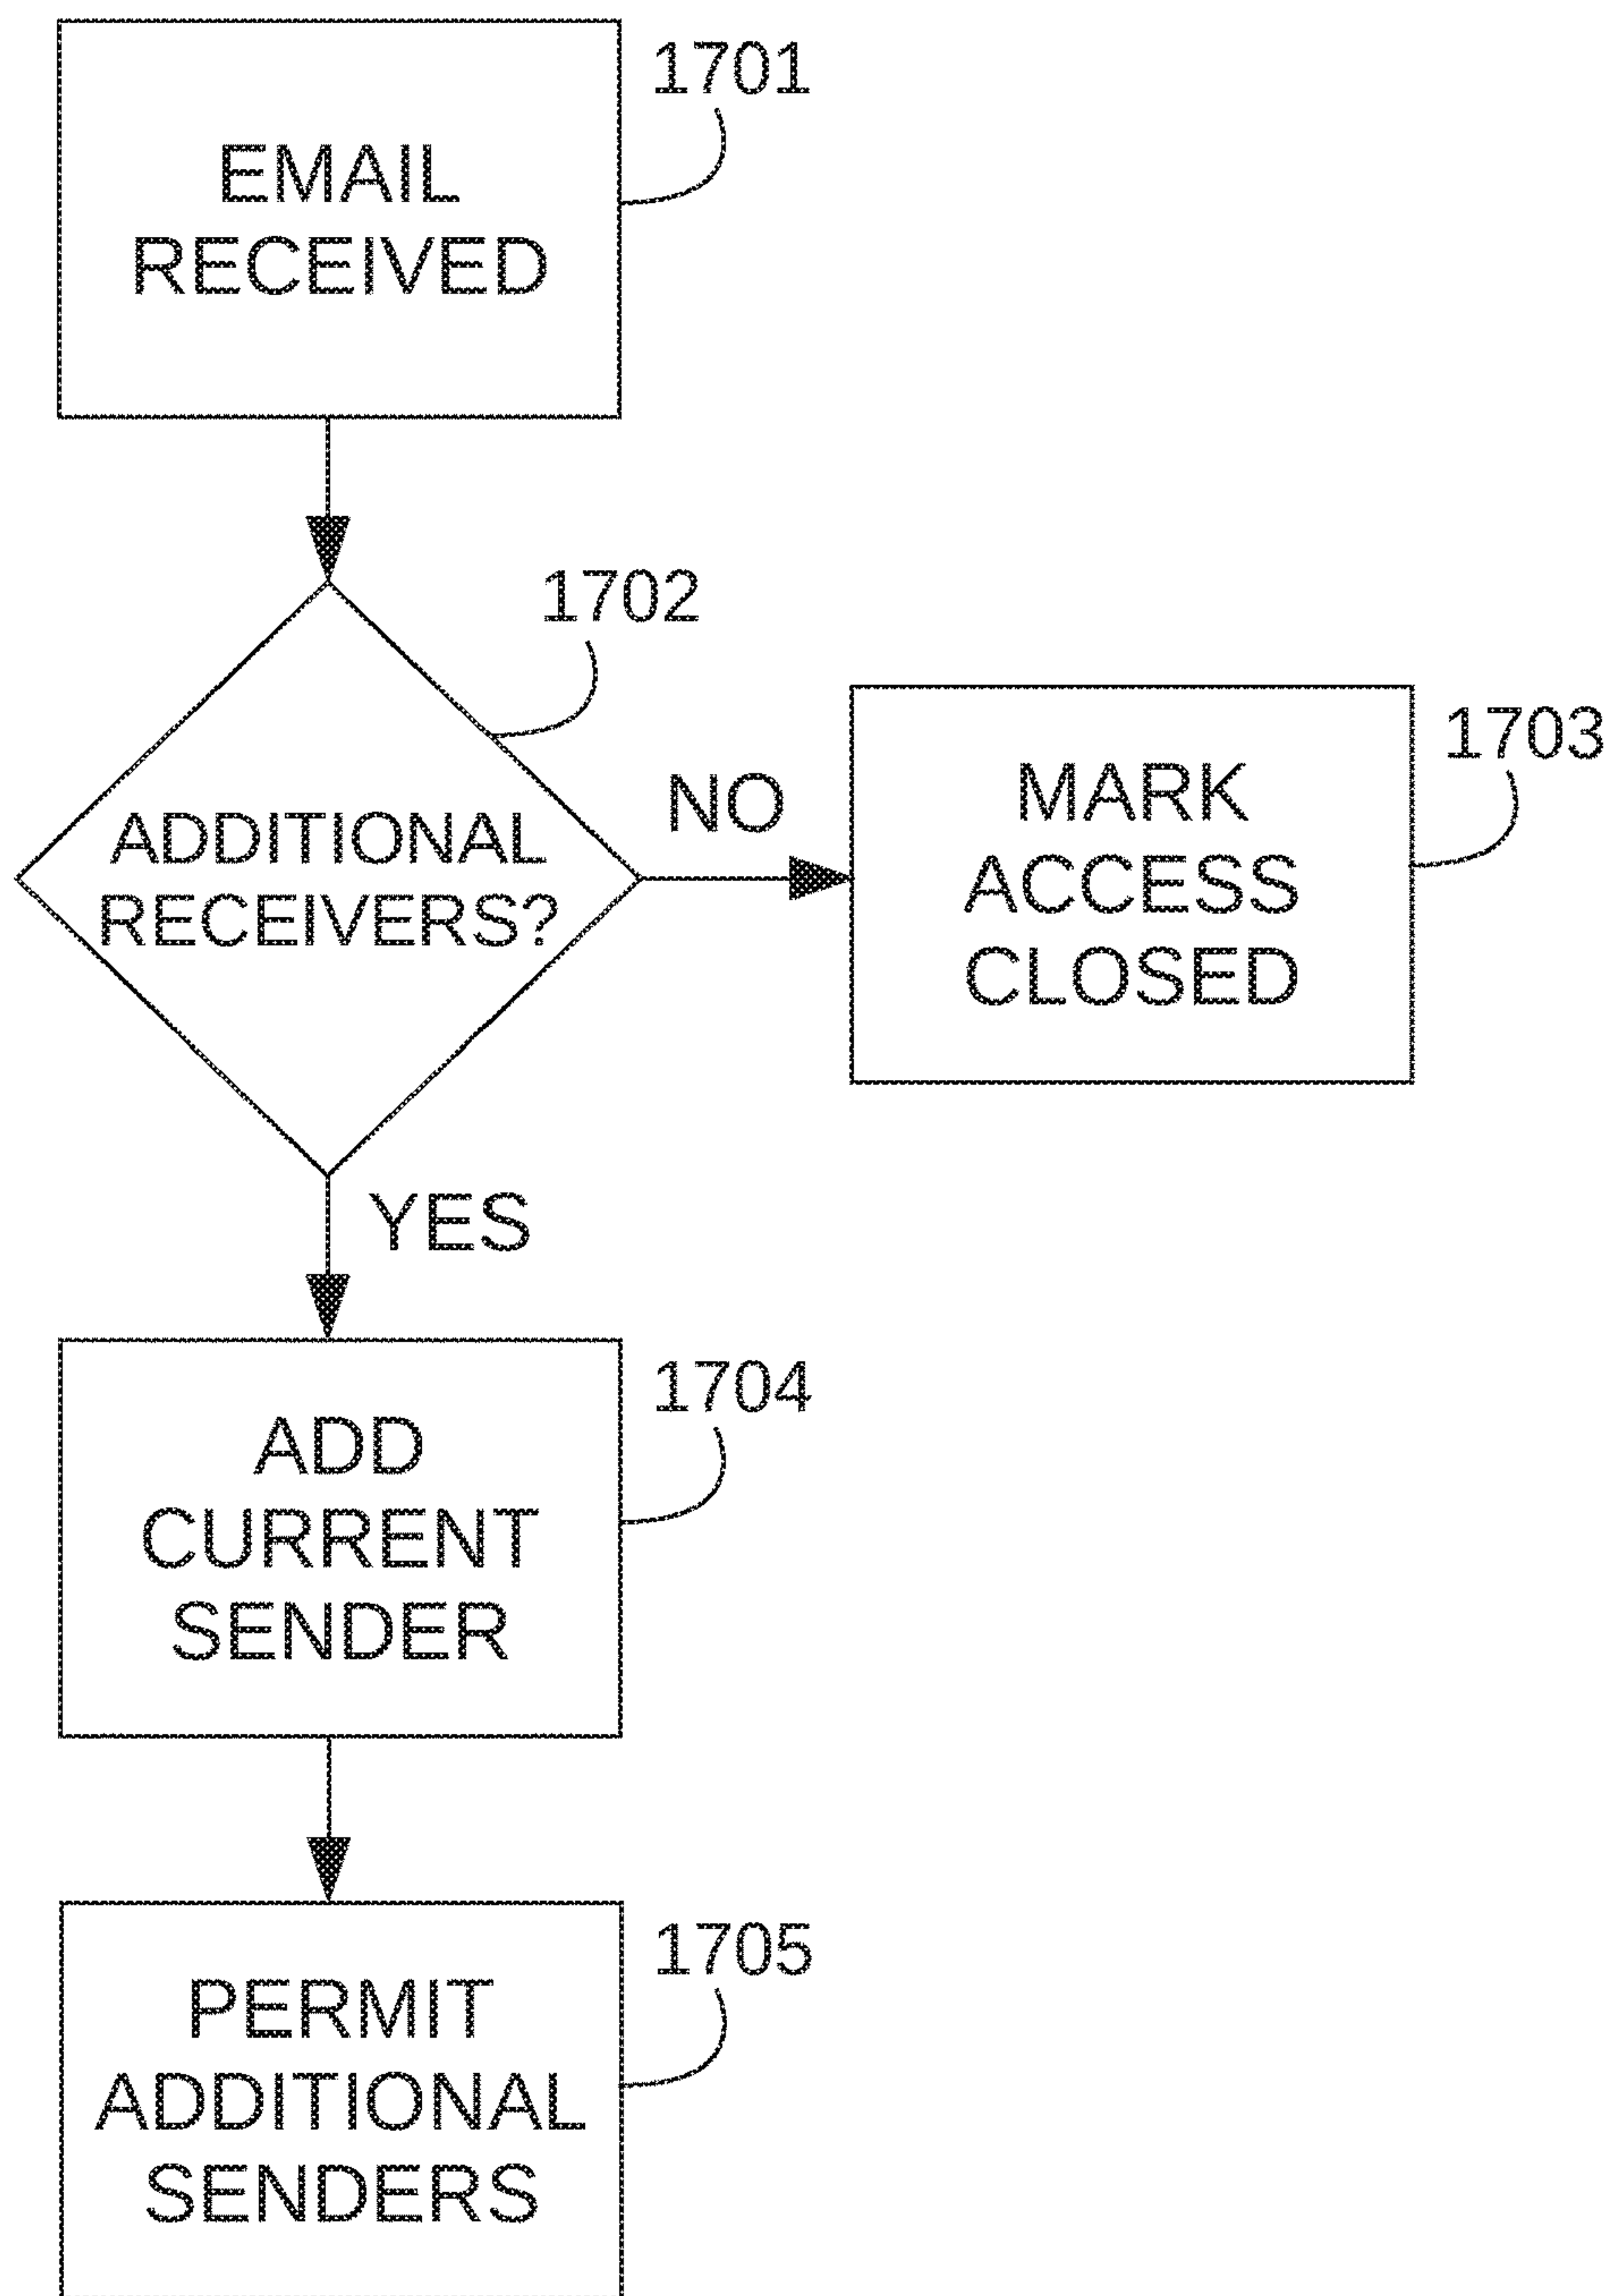 EMAIL
RECEIVED
1701
1702
ADDITIONAL
RECEIVERS?
NO
MARK
ACCESS
CLOSED
1703
YES
ADD
CURRENT
SENDER
1704
PERMIT
ADDITIONAL
SENDERS
1705